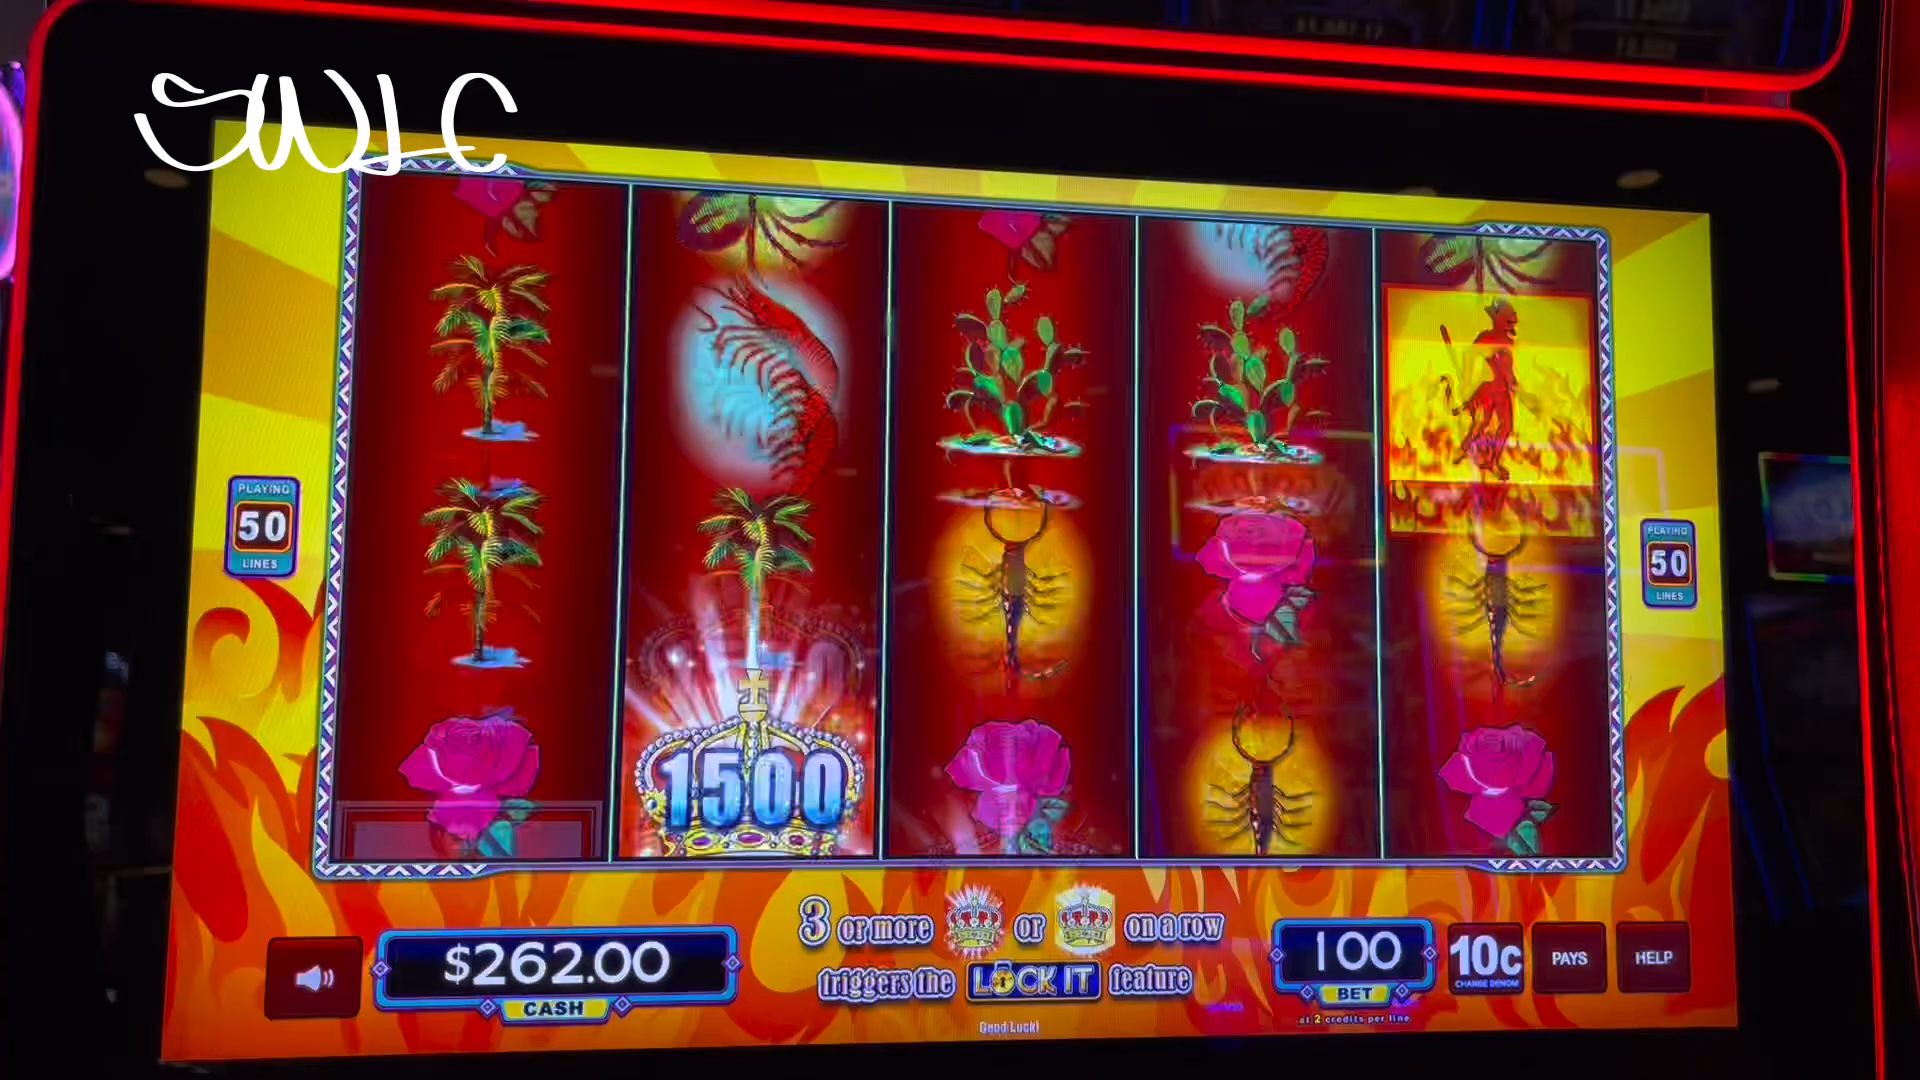 SWLC
PLAYING
50
LINES
PLAYING
50
LINES
1500
$262.00
CASH
3 or more or on a row
triggers the LOCK IT feature
Good Luck!
100
BET
at 2 credits per line
10c
CHANGE DENOM
PAYS
HELP